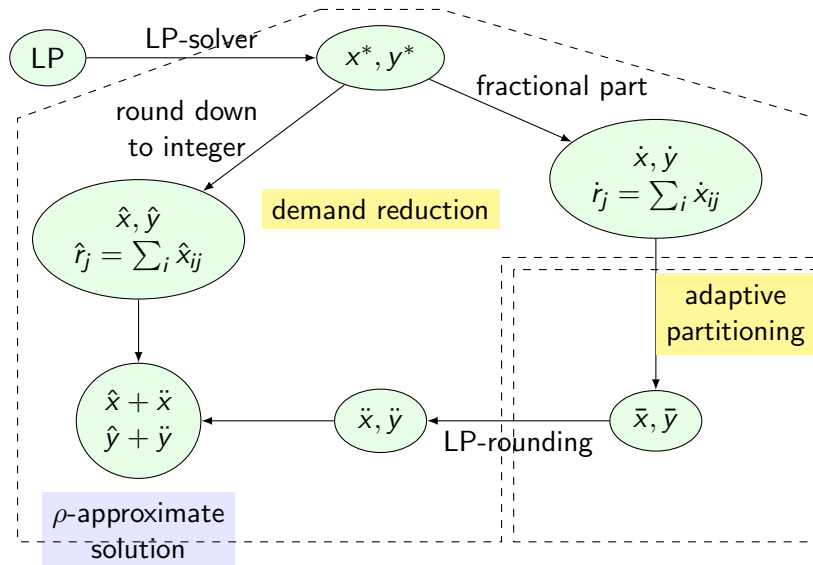 LP
LP-solver
x*, y*
round down
to integer
fractional part
ẋ, ẏ
ṙ_j = ∑_i ẋ_ij
x̂, ŷ
r̂_j = ∑_i x̂_ij
demand reduction
adaptive
partitioning
x̂ + ẍ
ŷ + ÿ
ẍ, ÿ
LP-rounding
x̄, ȳ
ρ-approximate
solution